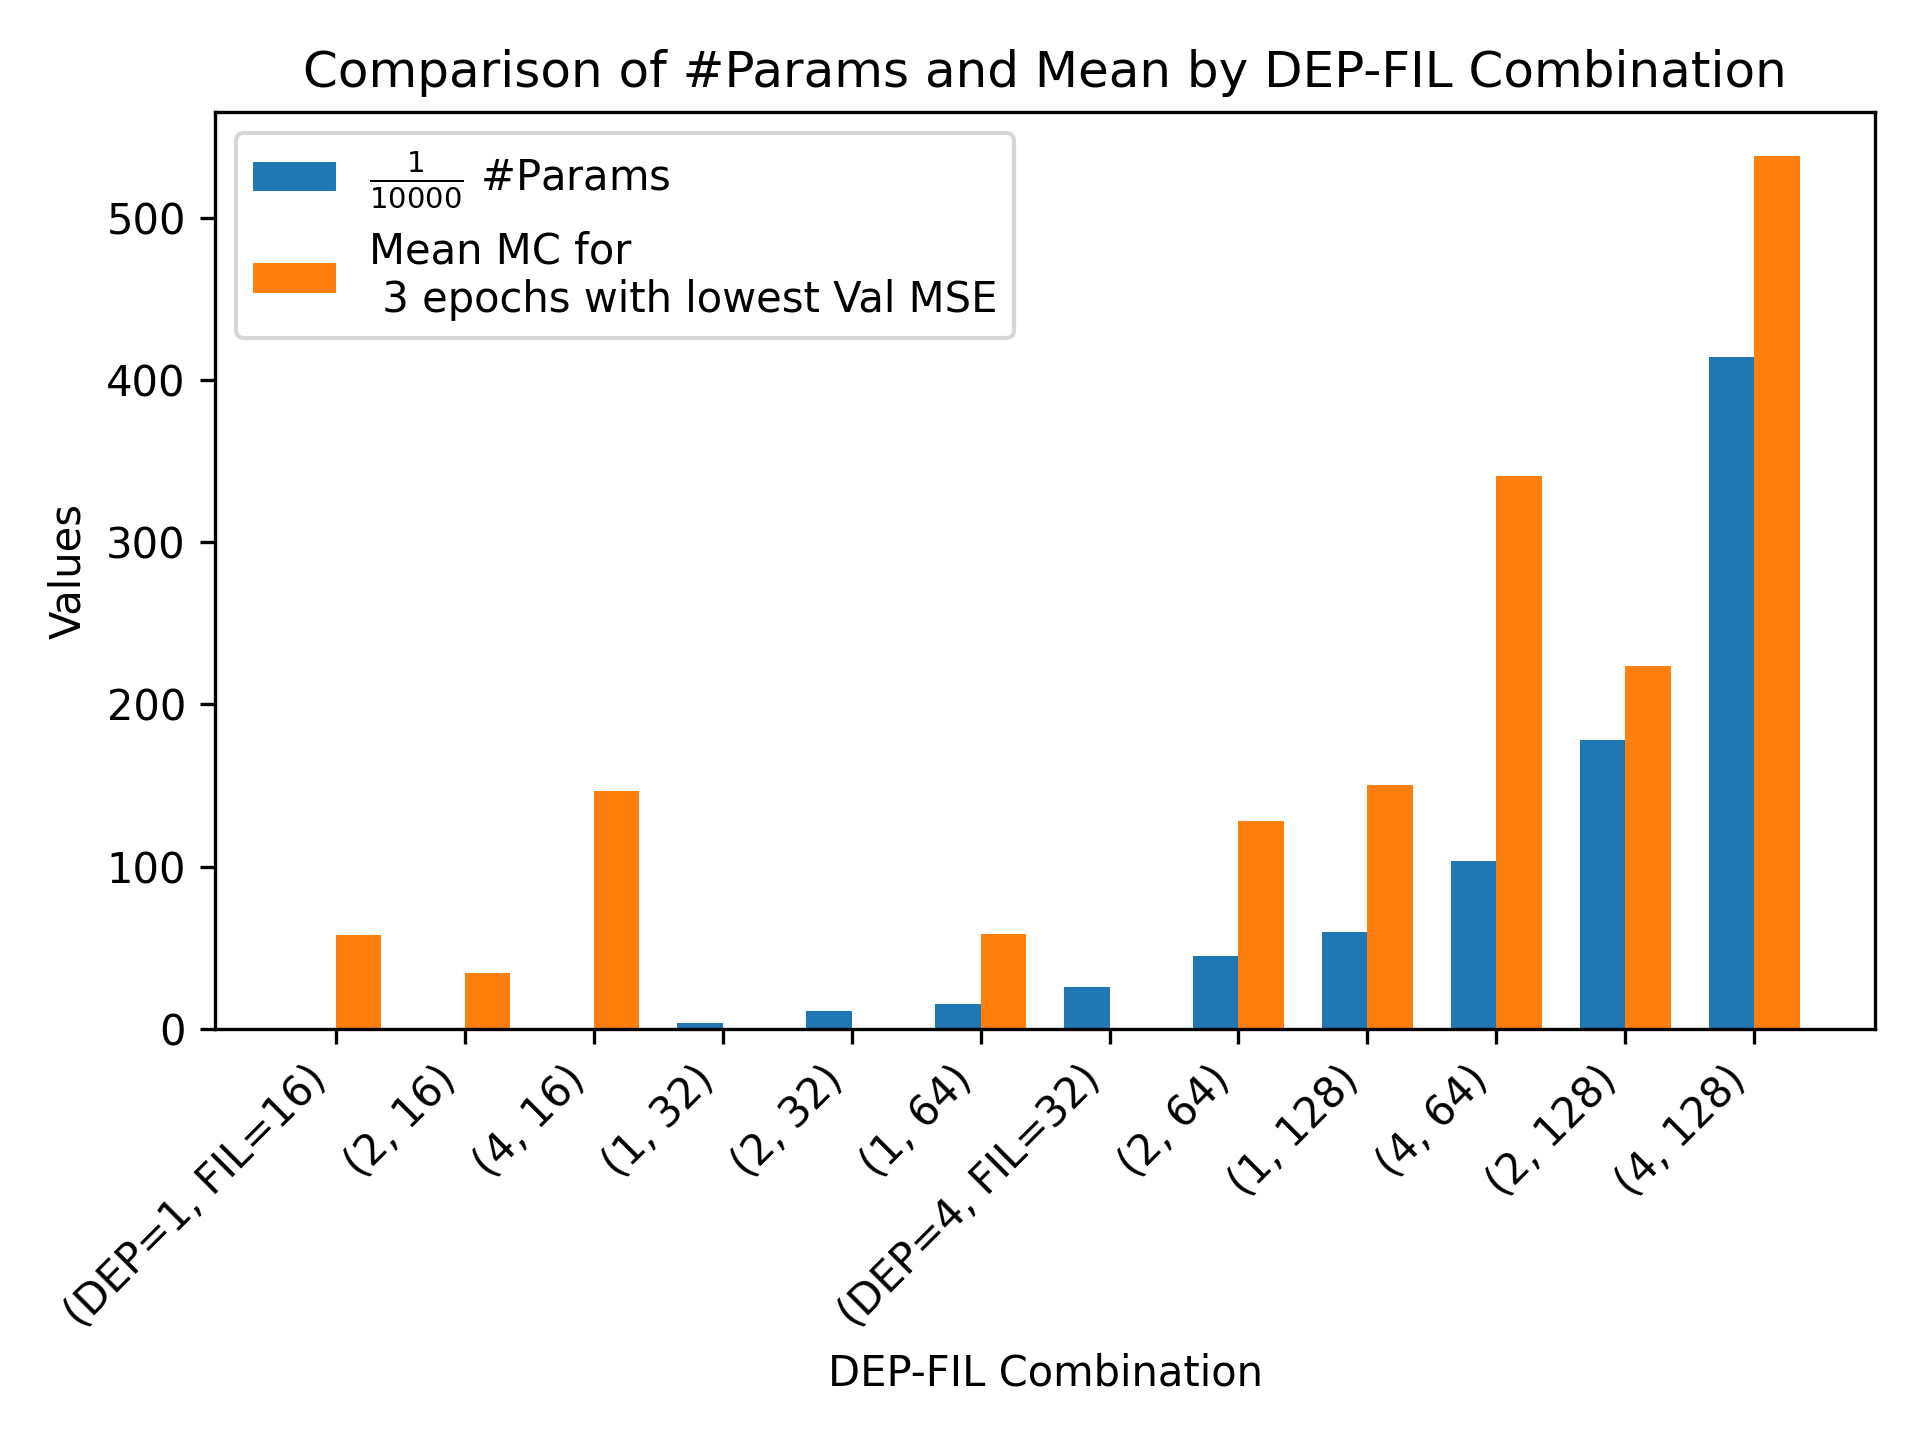 Comparison of #Params and Mean by DEP-FIL Combination
1/10000 #Params
Mean MC for
3 epochs with lowest Val MSE
Values
500
400
300
200
100
0
(DEP=1, FIL=16)
(2, 16)
(4, 16)
(1, 32)
(2, 32)
(1, 64)
(DEP=4, FIL=32)
(2, 64)
(1, 128)
(4, 64)
(2, 128)
(4, 128)
DEP-FIL Combination